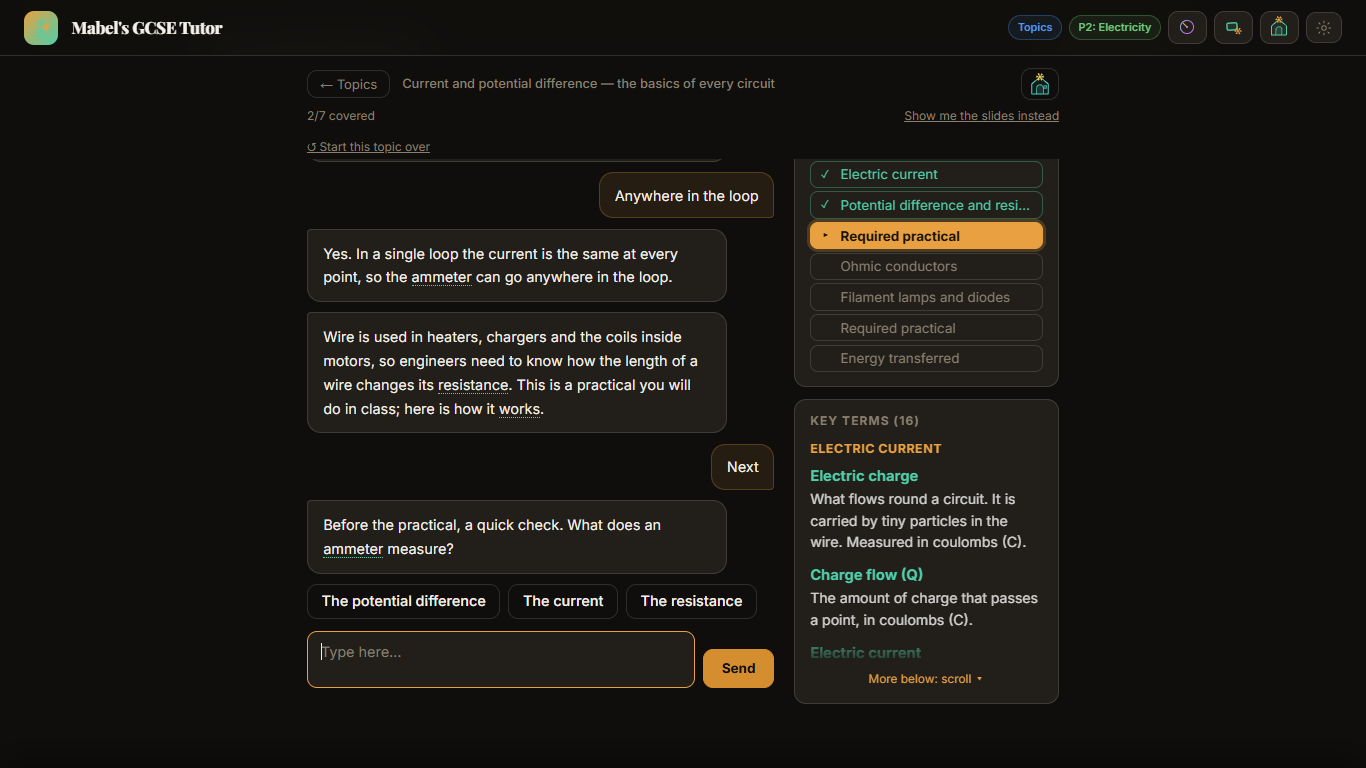 Mabel's GCSE Tutor
Topics
P2: Electricity
← Topics
Current and potential difference — the basics of every circuit
2/7 covered
Show me the slides instead
↺ Start this topic over
Anywhere in the loop
Yes. In a single loop the current is the same at every
point, so the ammeter can go anywhere in the loop.
Wire is used in heaters, chargers and the coils inside
motors, so engineers need to know how the length of a
wire changes its resistance. This is a practical you will
do in class; here is how it works.
Next
Before the practical, a quick check. What does an
ammeter measure?
The potential difference
The current
The resistance
Type here...
Send
✓ Electric current
✓ Potential difference and resi...
▸ Required practical
Ohmic conductors
Filament lamps and diodes
Required practical
Energy transferred
KEY TERMS (16)
ELECTRIC CURRENT
Electric charge
What flows round a circuit. It is
carried by tiny particles in the
wire. Measured in coulombs (C).
Charge flow (Q)
The amount of charge that passes
a point, in coulombs (C).
Electric current
More below: scroll ▾